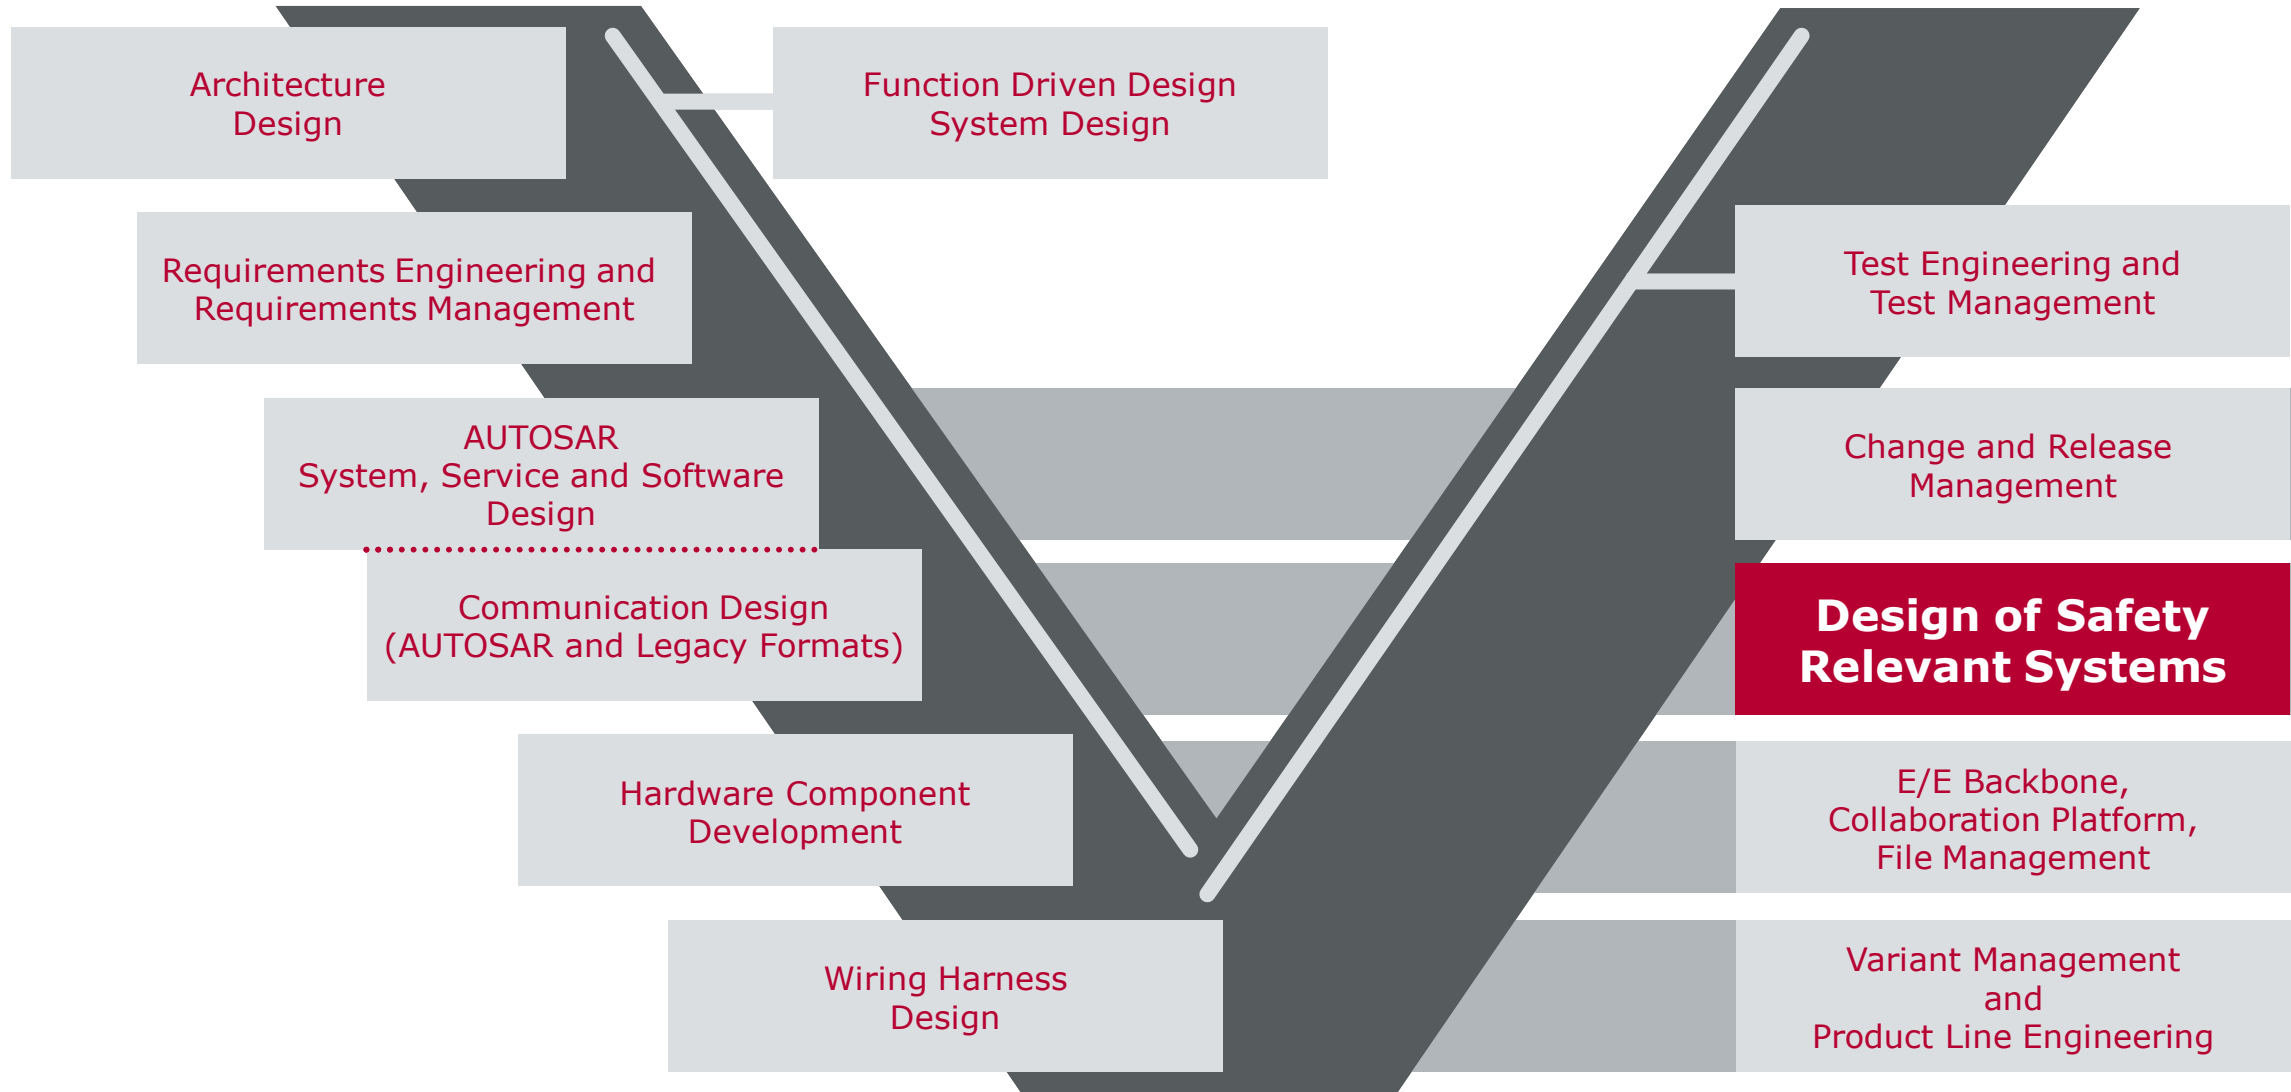 Architecture
Design
Function Driven Design
System Design
Requirements Engineering and
Requirements Management
Test Engineering and
Test Management
AUTOSAR
System, Service and Software
Design
Change and Release
Management
Communication Design
(AUTOSAR and Legacy Formats)
Design of Safety
Relevant Systems
Hardware Component
Development
E/E Backbone,
Collaboration Platform,
File Management
Wiring Harness
Design
Variant Management
and
Product Line Engineering